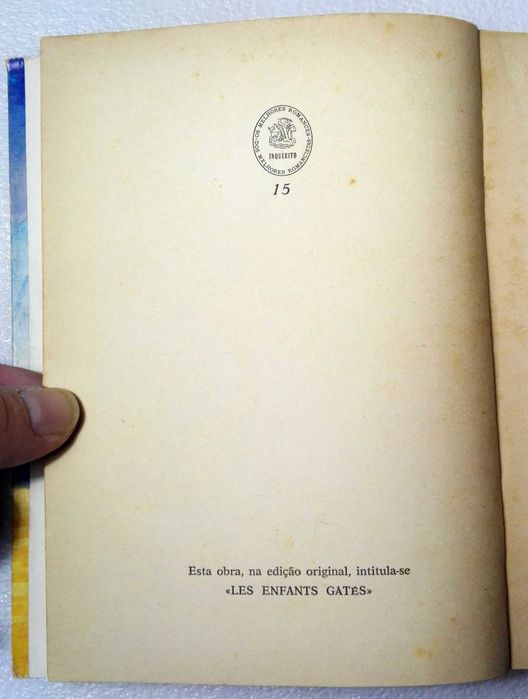 OS MELHORES ROMANCES DOS MELHORES ROMANCISTAS
INQUÉRITO
15
Esta obra, na edição original, intitula-se
«LES ENFANTS GATÉS»